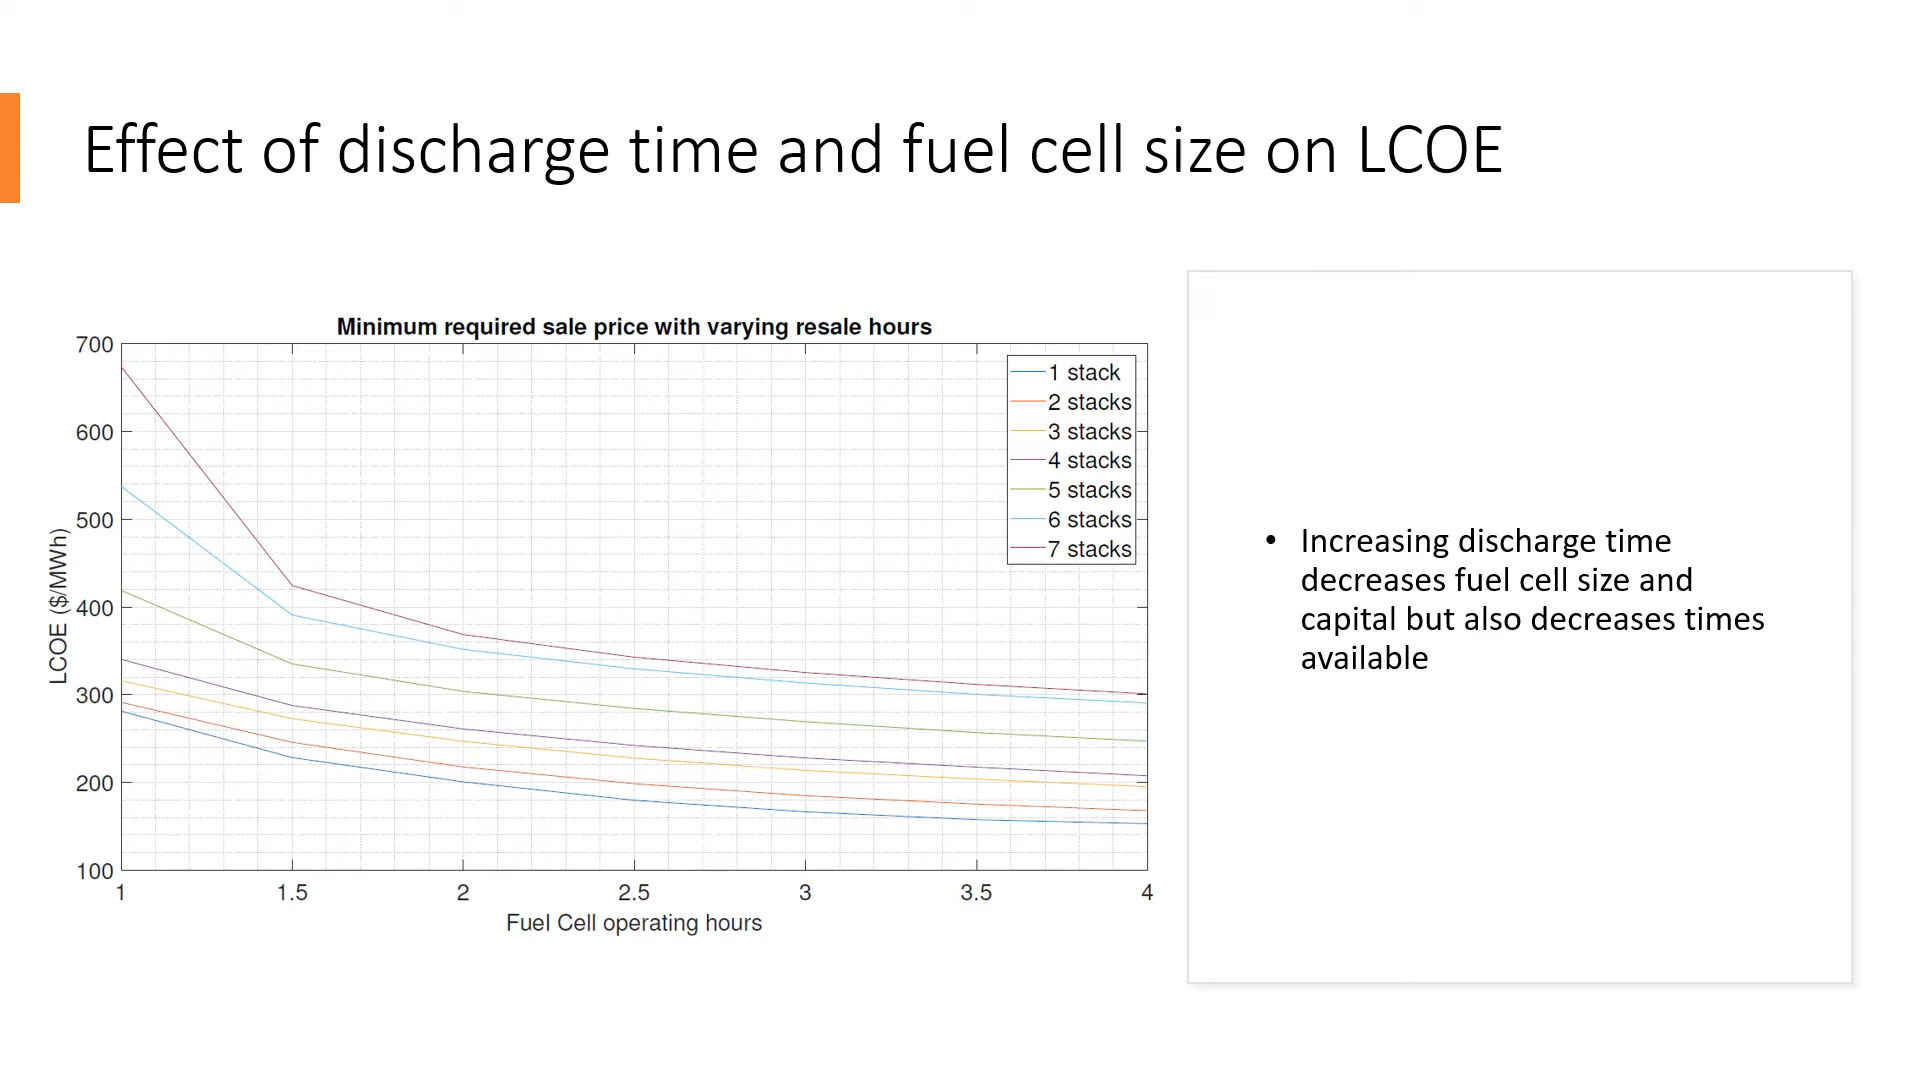 Effect of discharge time and fuel cell size on LCOE
Minimum required sale price with varying resale hours
700
600
500
400
300
200
100
LCOE ($/MWh)
1 stack
2 stacks
3 stacks
4 stacks
5 stacks
6 stacks
7 stacks
1 1.5 2 2.5 3 3.5 4
Fuel Cell operating hours
• Increasing discharge time
decreases fuel cell size and
capital but also decreases times
available